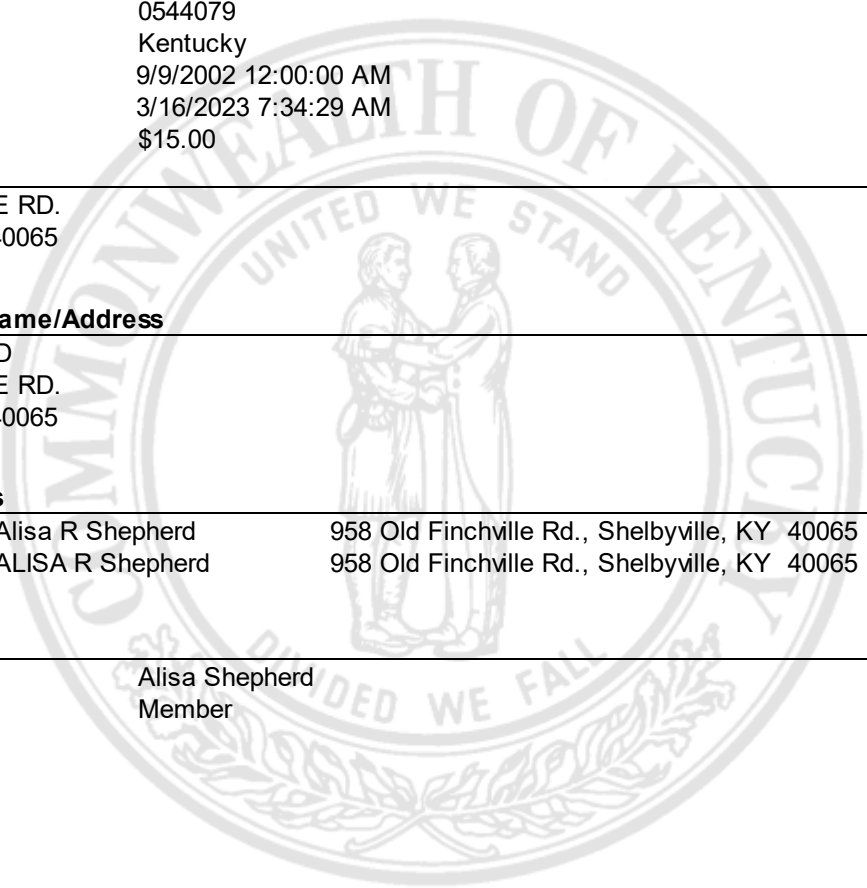 0544079
Kentucky
9/9/2002 12:00:00 AM
3/16/2023 7:34:29 AM
$15.00
E RD.
40065
ame/Address
D
E RD.
40065
s
Alisa R Shepherd 958 Old Finchville Rd., Shelbyville, KY 40065
ALISA R Shepherd 958 Old Finchville Rd., Shelbyville, KY 40065
Alisa Shepherd
Member
COMMONWEALTH OF KENTUCKY
UNITED WE STAND
DIVIDED WE FALL